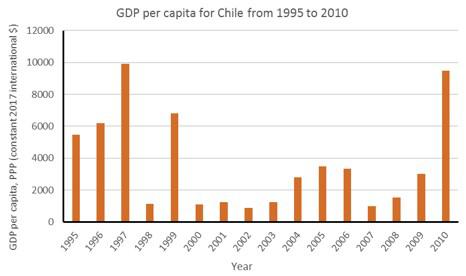 GDP per capita for Chile from 1995 to 2010
GDP per capita, PPP (constant 2017 international $)
12000
10000
8000
6000
4000
2000
0
1995 1996 1997 1998 1999 2000 2001 2002 2003 2004 2005 2006 2007 2008 2009 2010
Year